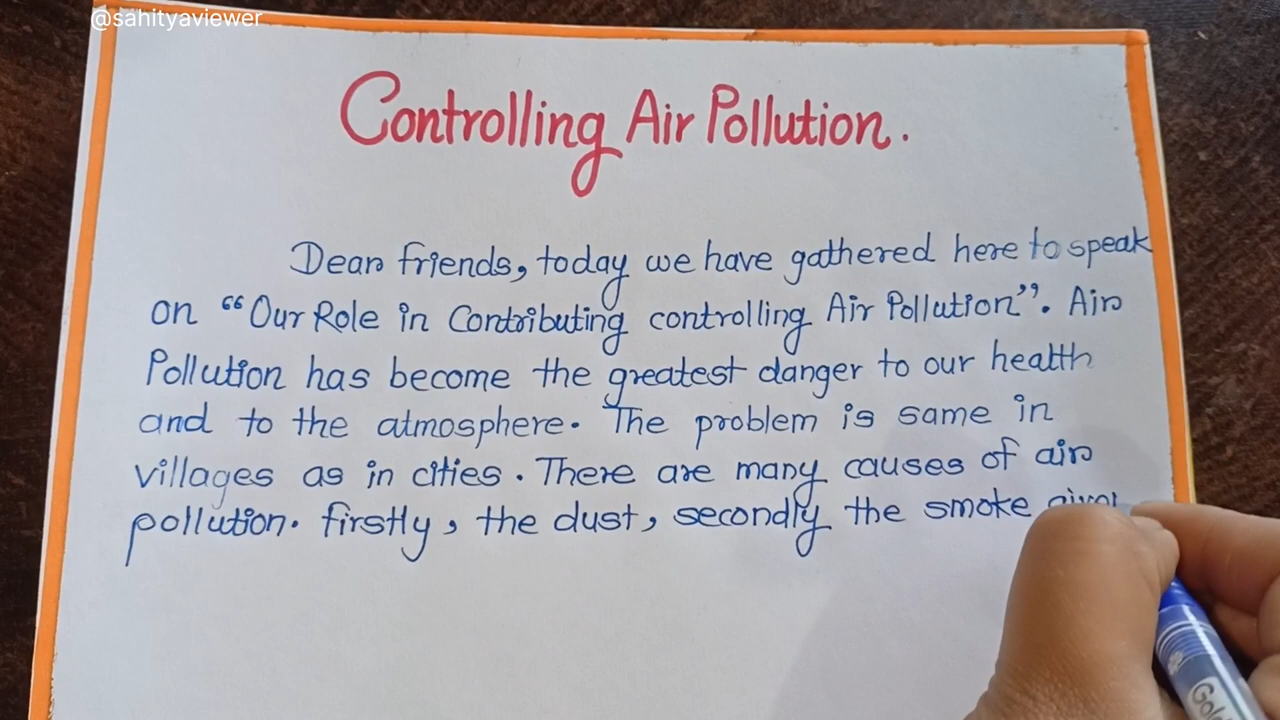 @sahityaviewer
Controlling Air Pollution.
Dear friends, today we have gathered here to speak
on “Our Role in Contributing controlling Air Pollution”. Air
Pollution has become the greatest danger to our health
and to the atmosphere. The problem is same in
villages as in cities. There are many causes of air
pollution. firstly, the dust, secondly the smoke